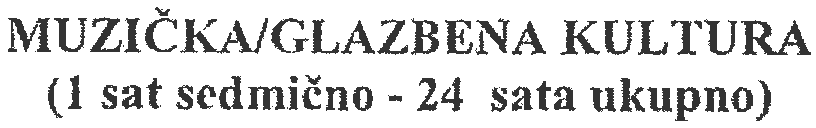 MUZIČKA/GLAZBENA KULTURA
(1 sat sedmično - 24 sata ukupno)